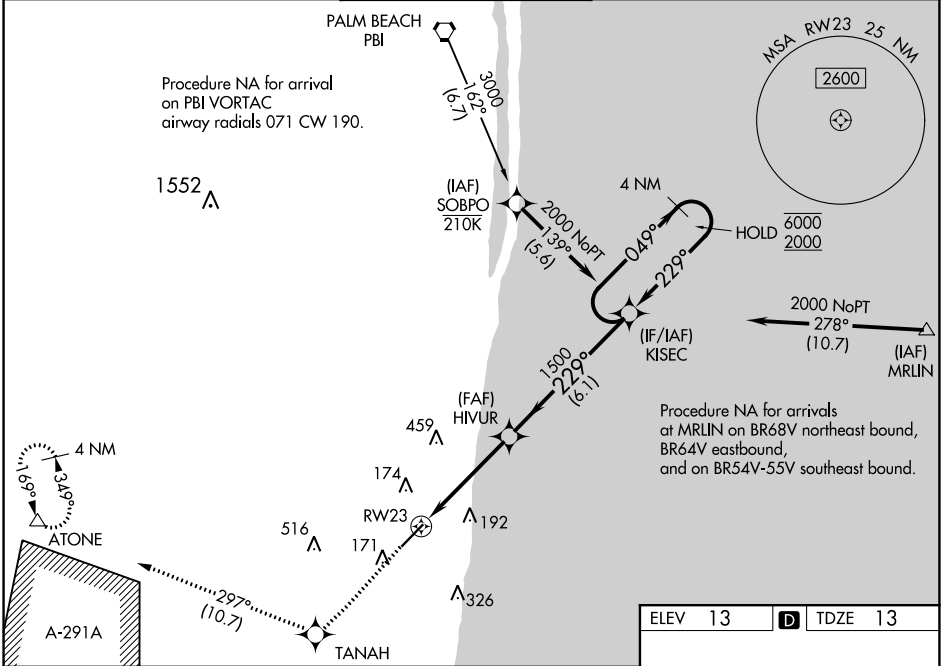 PALM BEACH
PBI
MSA RW23 25 NM
2600
Procedure NA for arrival
on PBI VORTAC
airway radials 071 CW 190.
3000
162°
(6.7)
1552
(IAF)
SOBPO
210K
2000 NoPT
139°
(5.6)
4 NM
049°
229°
HOLD
6000
2000
2000 NoPT
278°
(10.7)
(IAF)
MRLIN
(IF/IAF)
KISEC
1500
229°
(6.1)
(FAF)
HIVUR
Procedure NA for arrivals
at MRLIN on BR68V northeast bound,
BR64V eastbound,
and on BR54V-55V southeast bound.
459
174
RW23
192
516
171
326
4 NM
169°
349°
ATONE
297°
(10.7)
A-291A
TANAH
ELEV 13 D TDZE 13